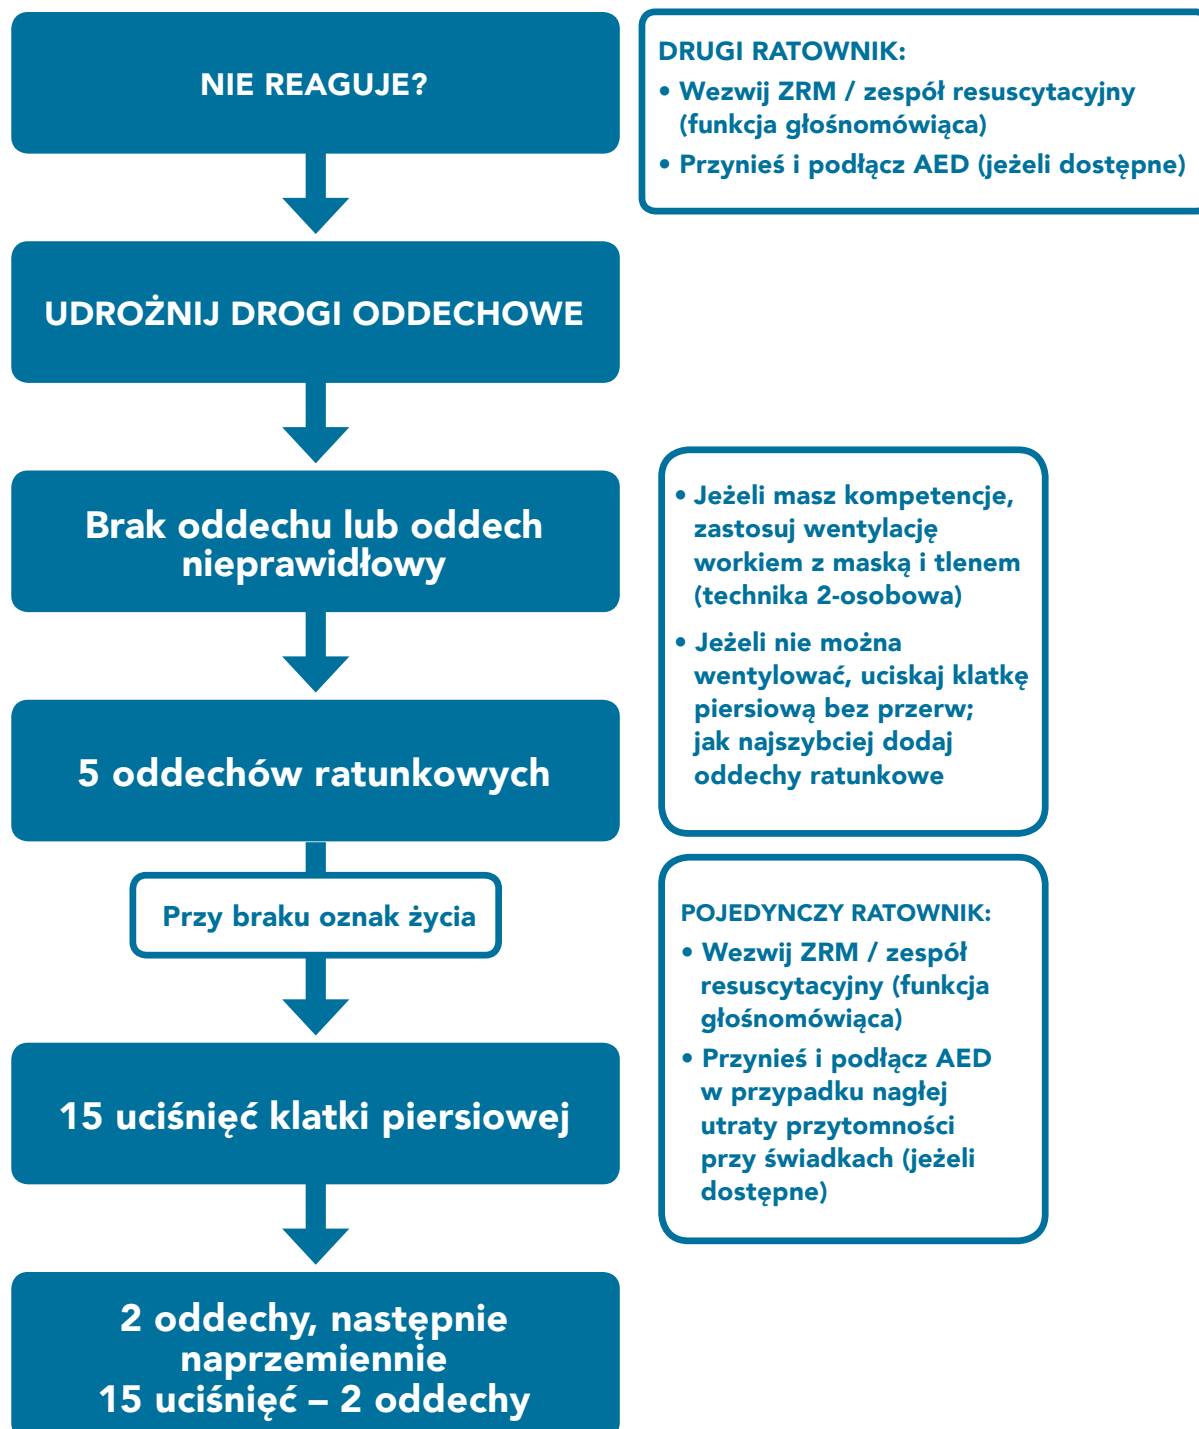 NIE REAGUJE?
DRUGI RATOWNIK:
• Wezwij ZRM / zespół resuscytacyjny
(funkcja głośnomówiąca)
• Przynieś i podłącz AED (jeżeli dostępne)
UDROŻNIJ DROGI ODDECHOWE
Brak oddechu lub oddech
nieprawidłowy
• Jeżeli masz kompetencje,
zastosuj wentylację
workiem z maską i tlenem
(technika 2-osobowa)
• Jeżeli nie można
wentylować, uciskaj klatkę
piersiową bez przerw;
jak najszybciej dodaj
oddechy ratunkowe
5 oddechów ratunkowych
Przy braku oznak życia
POJEDYNCZY RATOWNIK:
• Wezwij ZRM / zespół
resuscytacyjny (funkcja
głośnomówiąca)
• Przynieś i podłącz AED
w przypadku nagłej
utraty przytomności
przy świadkach (jeżeli
dostępne)
15 uciśnięć klatki piersiowej
2 oddechy, następnie
naprzemiennie
15 uciśnięć – 2 oddechy